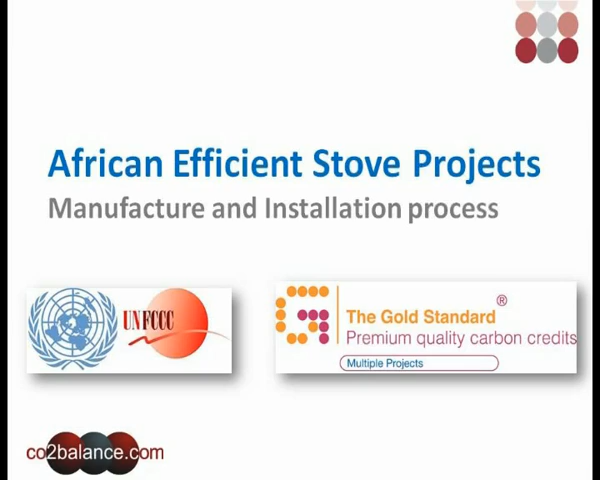 African Efficient Stove Projects
Manufacture and Installation process
UNFCCC
The Gold Standard®
Premium quality carbon credits
Multiple Projects
co2balance.com